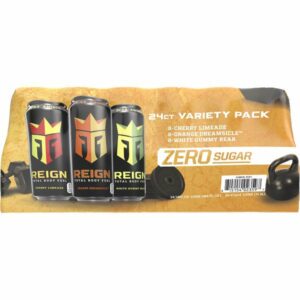 24CT VARIETY PACK
8-CHERRY LIMEADE
8-ORANGE DREAMSICLE™
8-WHITE GUMMY BEAR
ZERO SUGAR
REIGN
TOTAL BODY FUEL
CHERRY LIMEADE
REIGN
TOTAL BODY FUEL
ORANGE DREAMSICLE
REIGN
TOTAL BODY FUEL
WHITE GUMMY BEAR